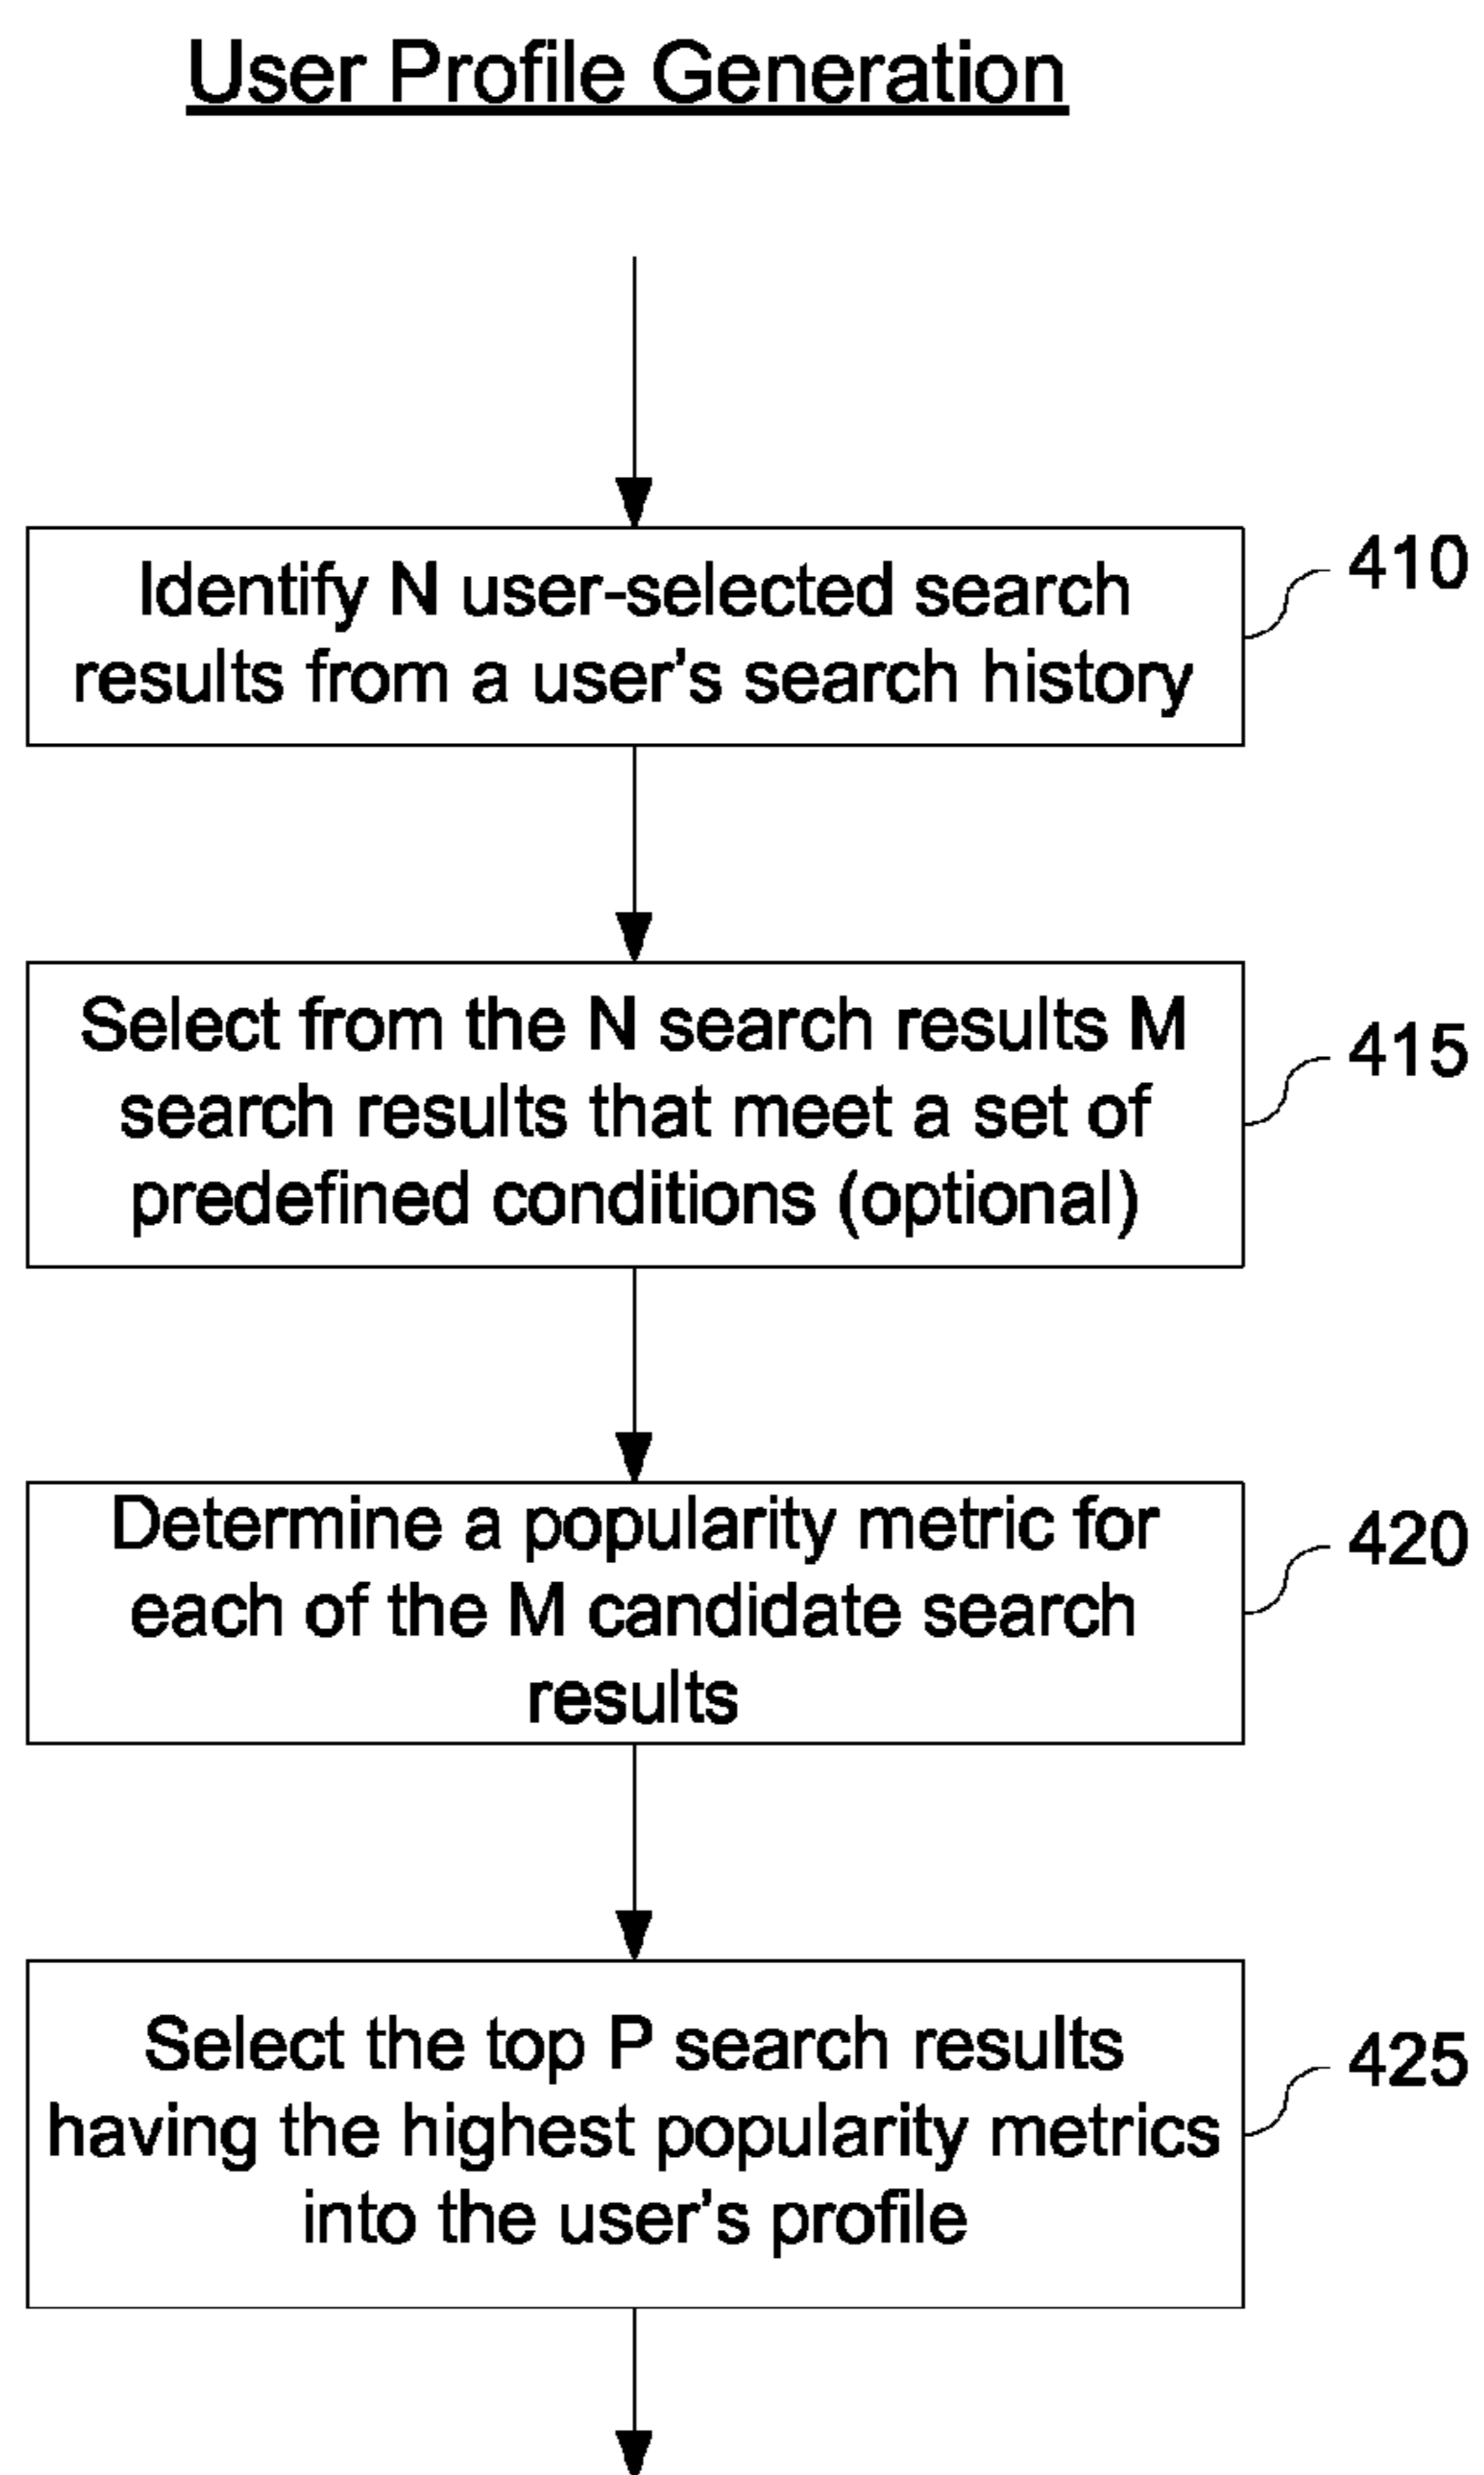 User Profile Generation
Identify N user-selected search
results from a user's search history
410
Select from the N search results M
search results that meet a set of
predefined conditions (optional)
415
Determine a popularity metric for
each of the M candidate search
results
420
Select the top P search results
having the highest popularity metrics
into the user's profile
425